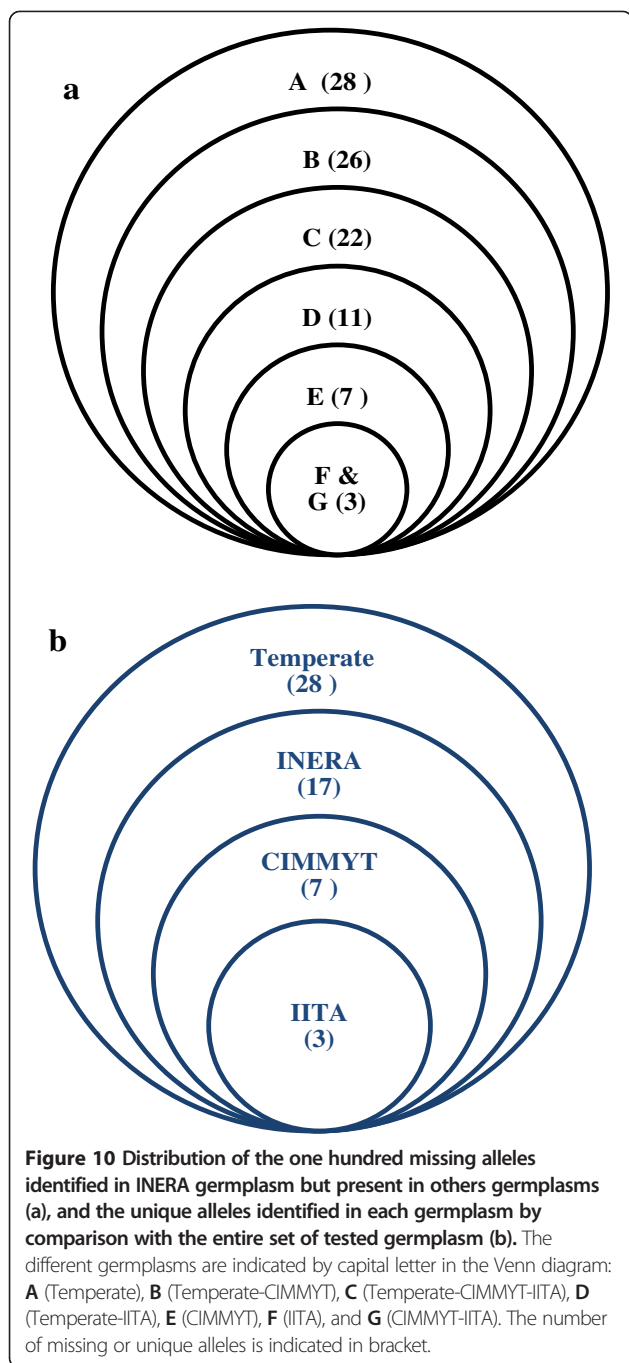 a
A (28 )
B (26)
C (22)
D (11)
E (7 )
F &
G (3)
b
Temperate
(28 )
INERA
(17)
CIMMYT
(7 )
IITA
(3)
Figure 10 Distribution of the one hundred missing alleles
identified in INERA germplasm but present in others germplasms
(a), and the unique alleles identified in each germplasm by
comparison with the entire set of tested germplasm (b). The
different germplasms are indicated by capital letter in the Venn diagram:
A (Temperate), B (Temperate-CIMMYT), C (Temperate-CIMMYT-IITA), D
(Temperate-IITA), E (CIMMYT), F (IITA), and G (CIMMYT-IITA). The number
of missing or unique alleles is indicated in bracket.